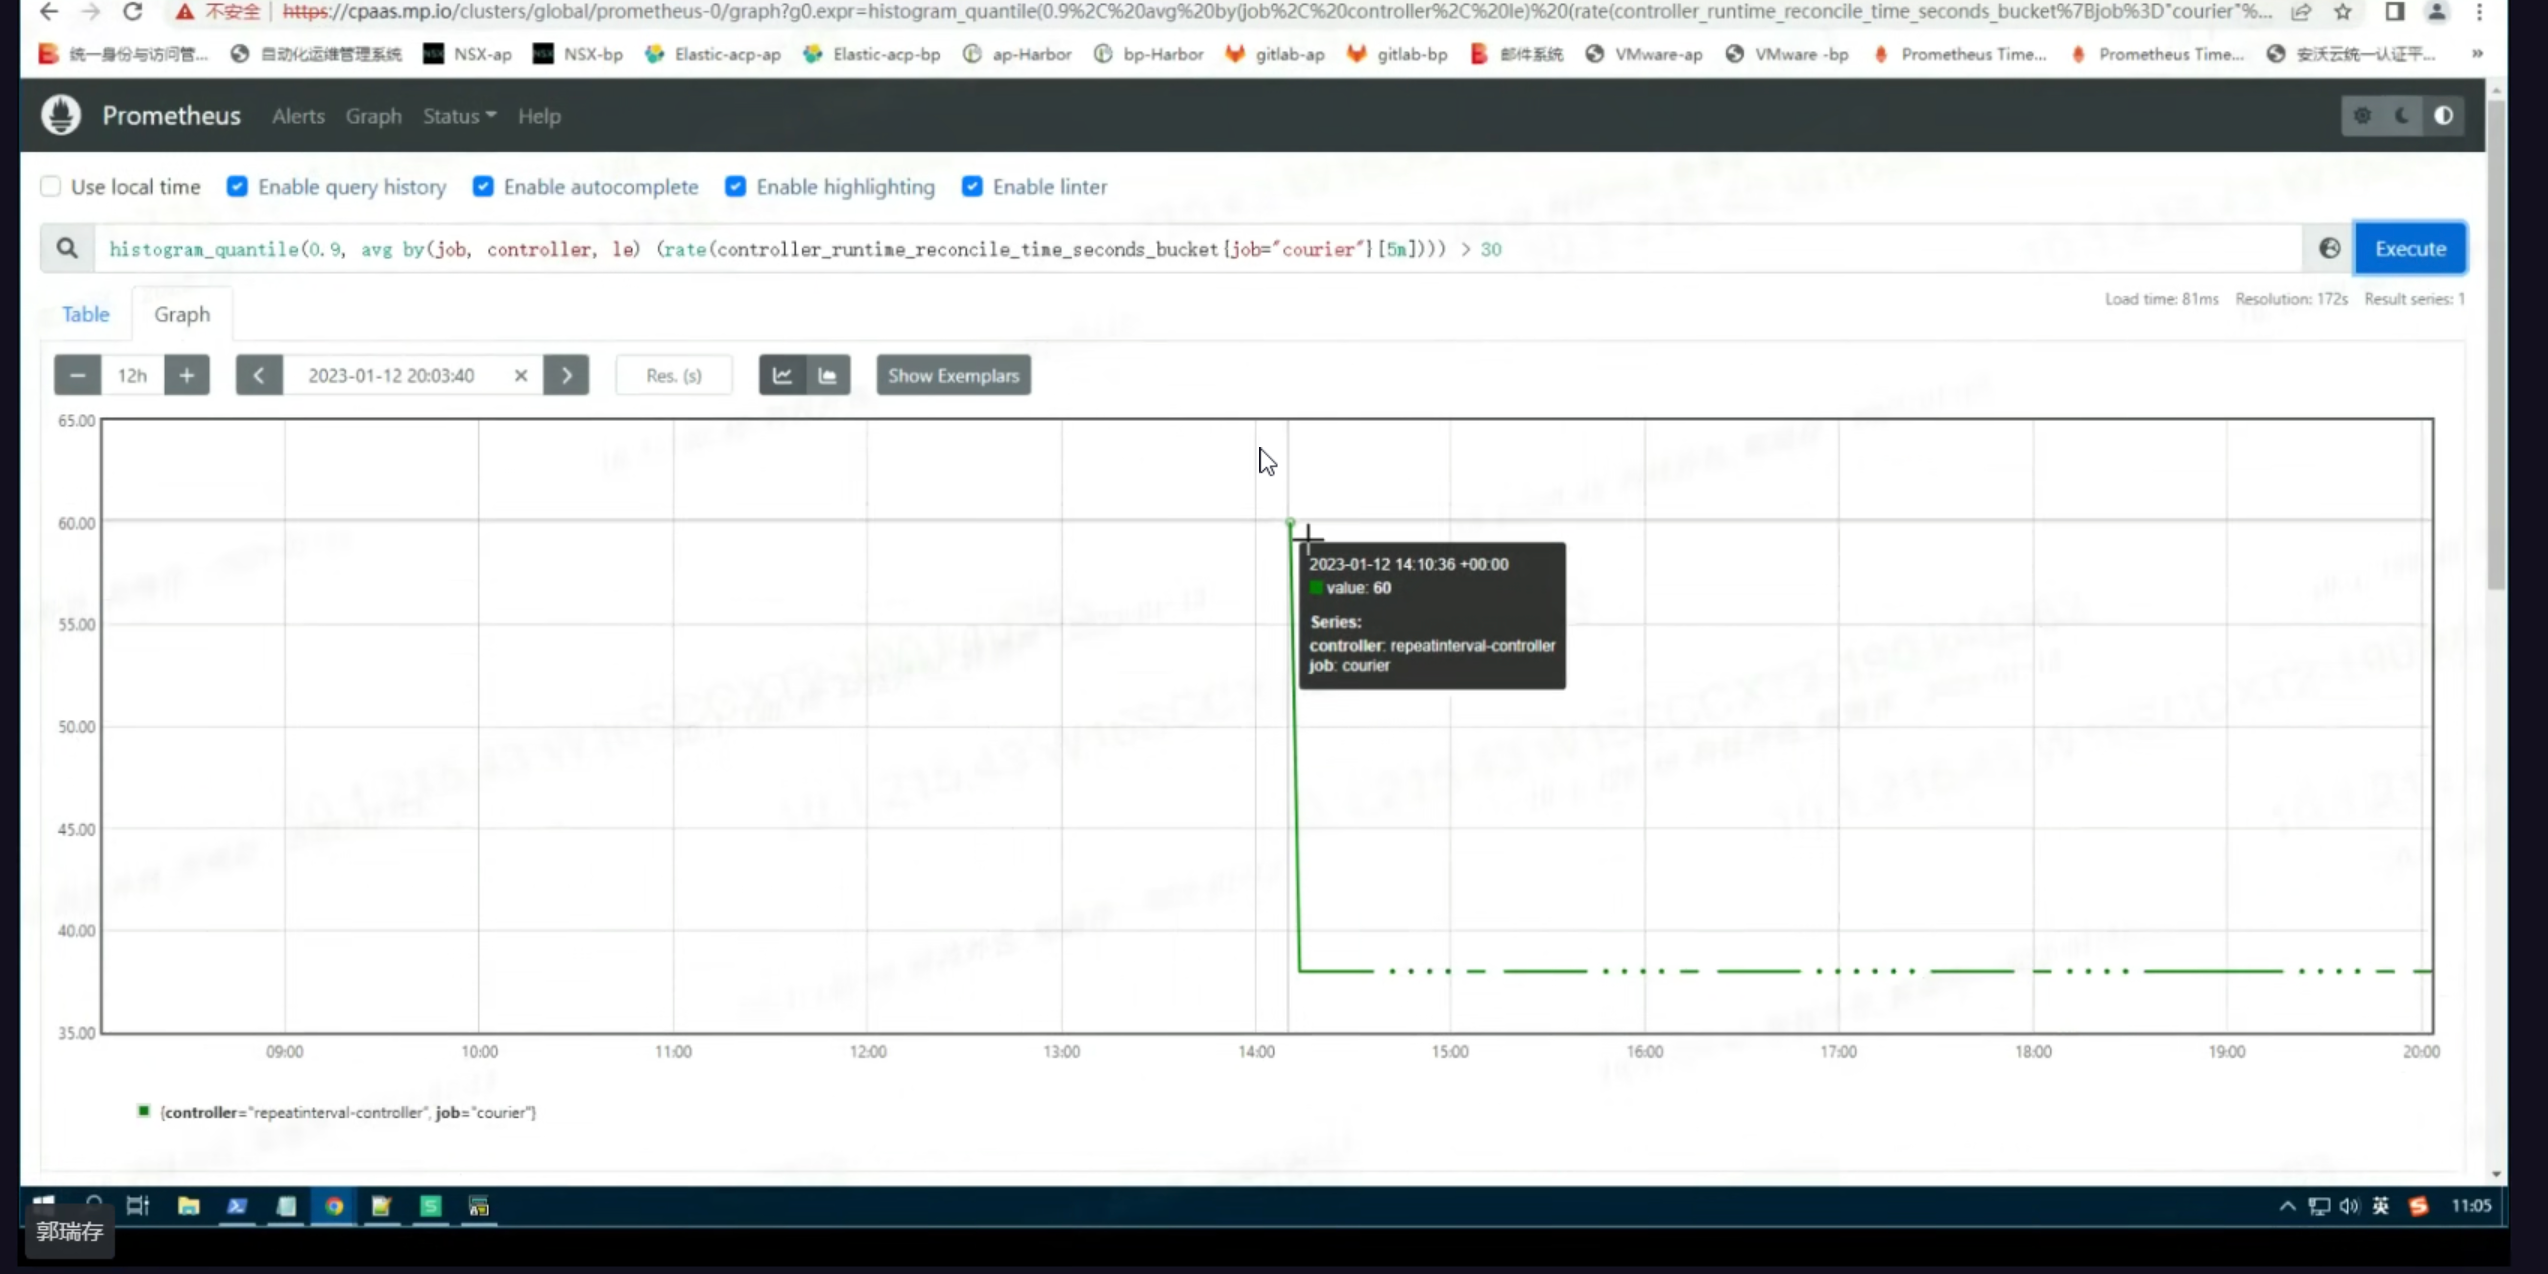 不安全 | https://cpaas.mp.io/clusters/global/prometheus-0/graph?g0.expr=histogram_quantile(0.9%2C%20avg%20by(job%2C%20controller%2C%20le)%20(rate(controller_runtime_reconcile_time_seconds_bucket%7Bjob%3D"courier"%...
统一身份与访问管... 自动化运维管理系统 NSX-ap NSX-bp Elastic-acp-ap Elastic-acp-bp ap-Harbor bp-Harbor gitlab-ap gitlab-bp 邮件系统 VMware-ap VMware -bp Prometheus Time... Prometheus Time... 安沃云统一认证平... »
Prometheus Alerts Graph Status Help
Use local time Enable query history Enable autocomplete Enable highlighting Enable linter
histogram_quantile(0.9, avg by(job, controller, le) (rate(controller_runtime_reconcile_time_seconds_bucket{job="courier"}[5m]))) > 30 Execute
Load time: 81ms Resolution: 172s Result series: 1
Table Graph
12h 2023-01-12 20:03:40 Res. (s) Show Exemplars
65.00
60.00
2023-01-12 14:10:36 +00:00
value: 60
Series:
controller: repeatinterval-controller
job: courier
55.00
50.00
45.00
40.00
35.00
09:00 10:00 11:00 12:00 13:00 14:00 15:00 16:00 17:00 18:00 19:00 20:00
{controller="repeatinterval-controller", job="courier"}
英 11:05
郭瑞存